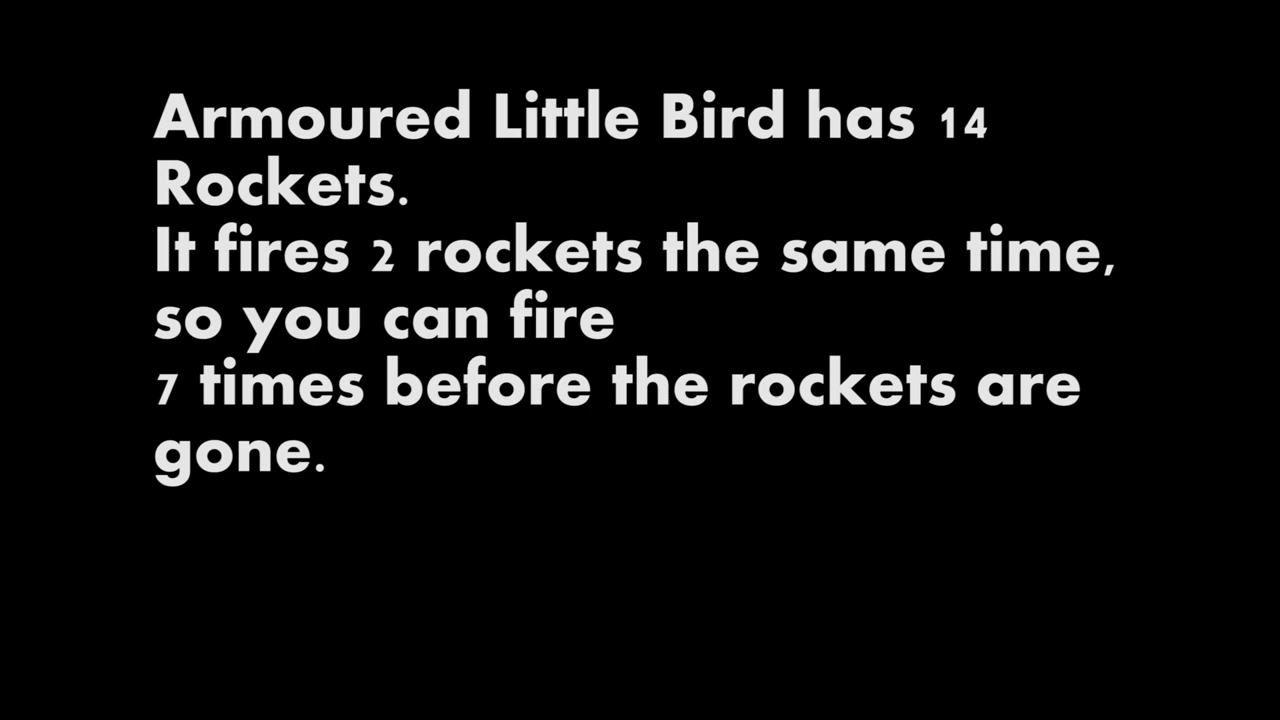 Armoured Little Bird has 14
Rockets.
It fires 2 rockets the same time,
so you can fire
7 times before the rockets are
gone.